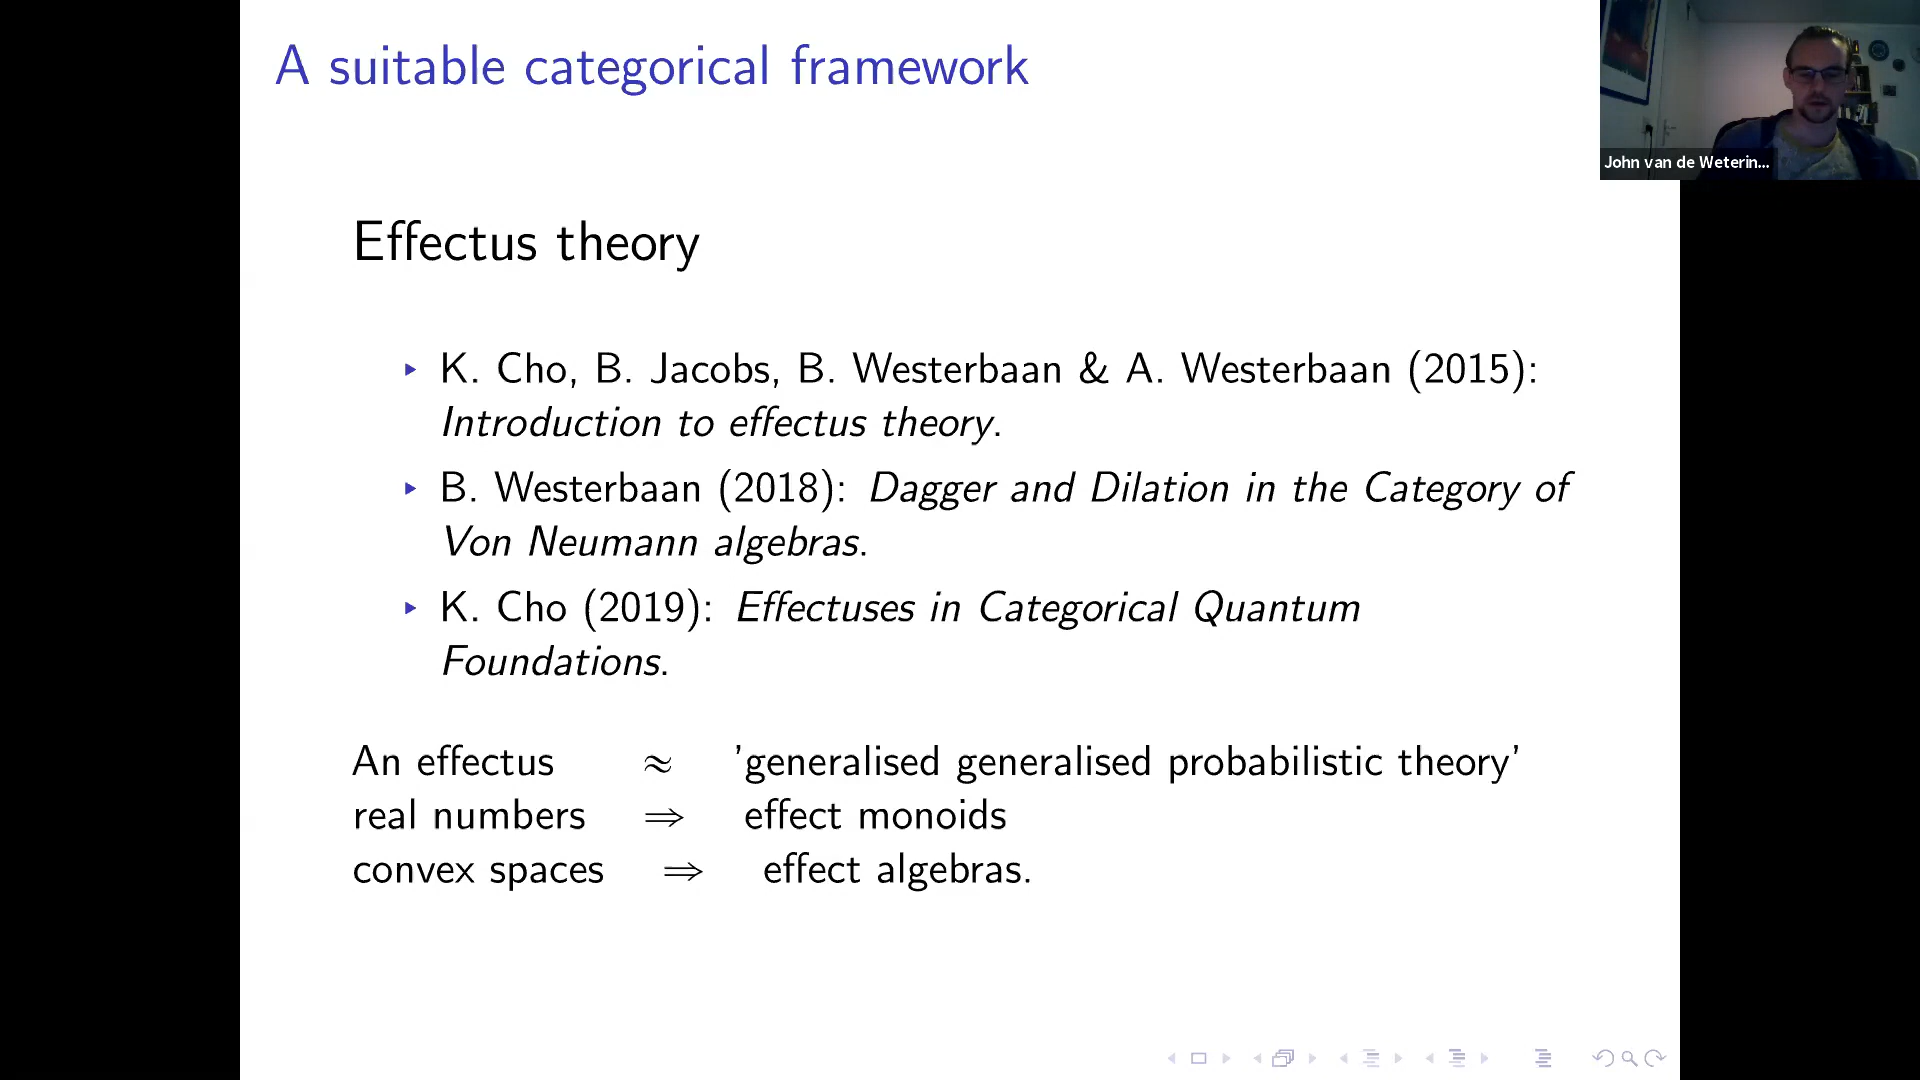 A suitable categorical framework
John van de Weterin...
Effectus theory
K. Cho, B. Jacobs, B. Westerbaan & A. Westerbaan (2015):
Introduction to effectus theory.
B. Westerbaan (2018): Dagger and Dilation in the Category of
Von Neumann algebras.
K. Cho (2019): Effectuses in Categorical Quantum
Foundations.
An effectus ≈ 'generalised generalised probabilistic theory'
real numbers ⇒ effect monoids
convex spaces ⇒ effect algebras.